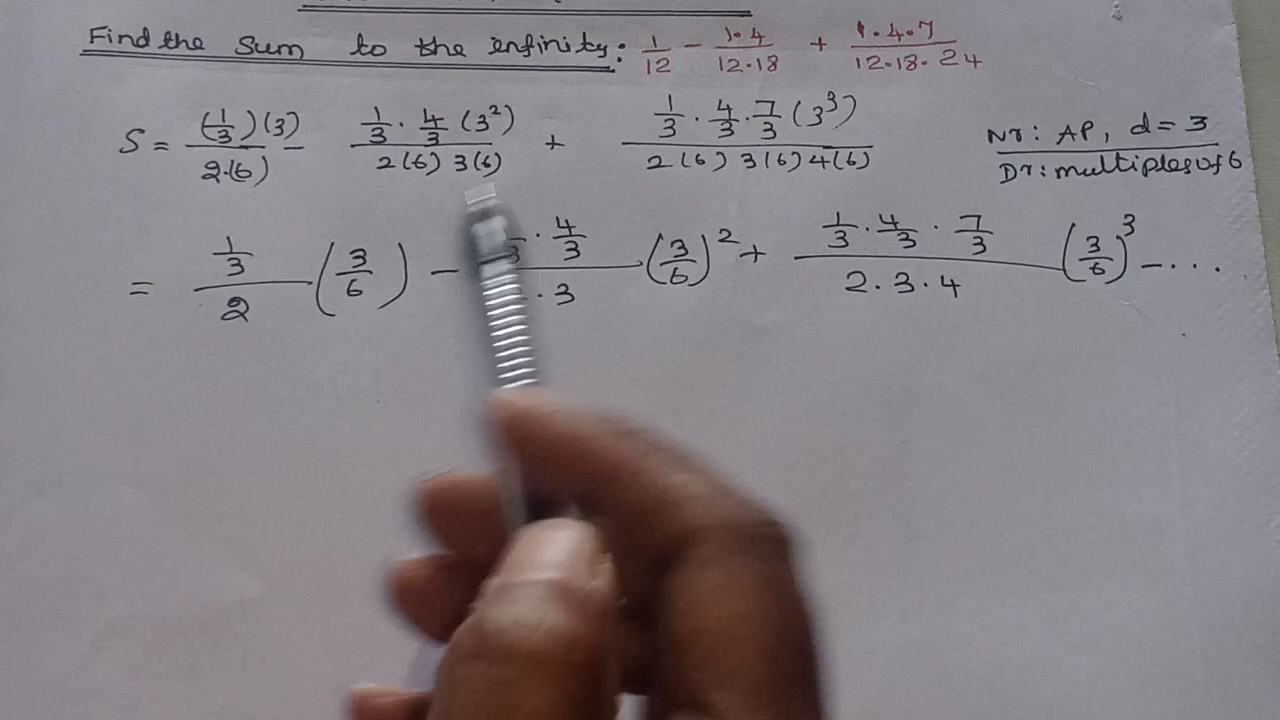 Find the sum to the infinity: 1/12 - 1.4/12.18 + 1.4.7/12.18.24
S = (1/3)(3)/2.(6) - 1/3 . 4/3 (3²)/2(6) 3(6) + 1/3 . 4/3 . 7/3 (3³)/2(6) 3(6) 4(6)
Nr: AP, d = 3
Dr: multiples of 6
= 1/3/2 (3/6) - . 4/3/. 3 (3/6)² + 1/3 . 4/3 . 7/3/2.3.4 (3/6)³ - ...